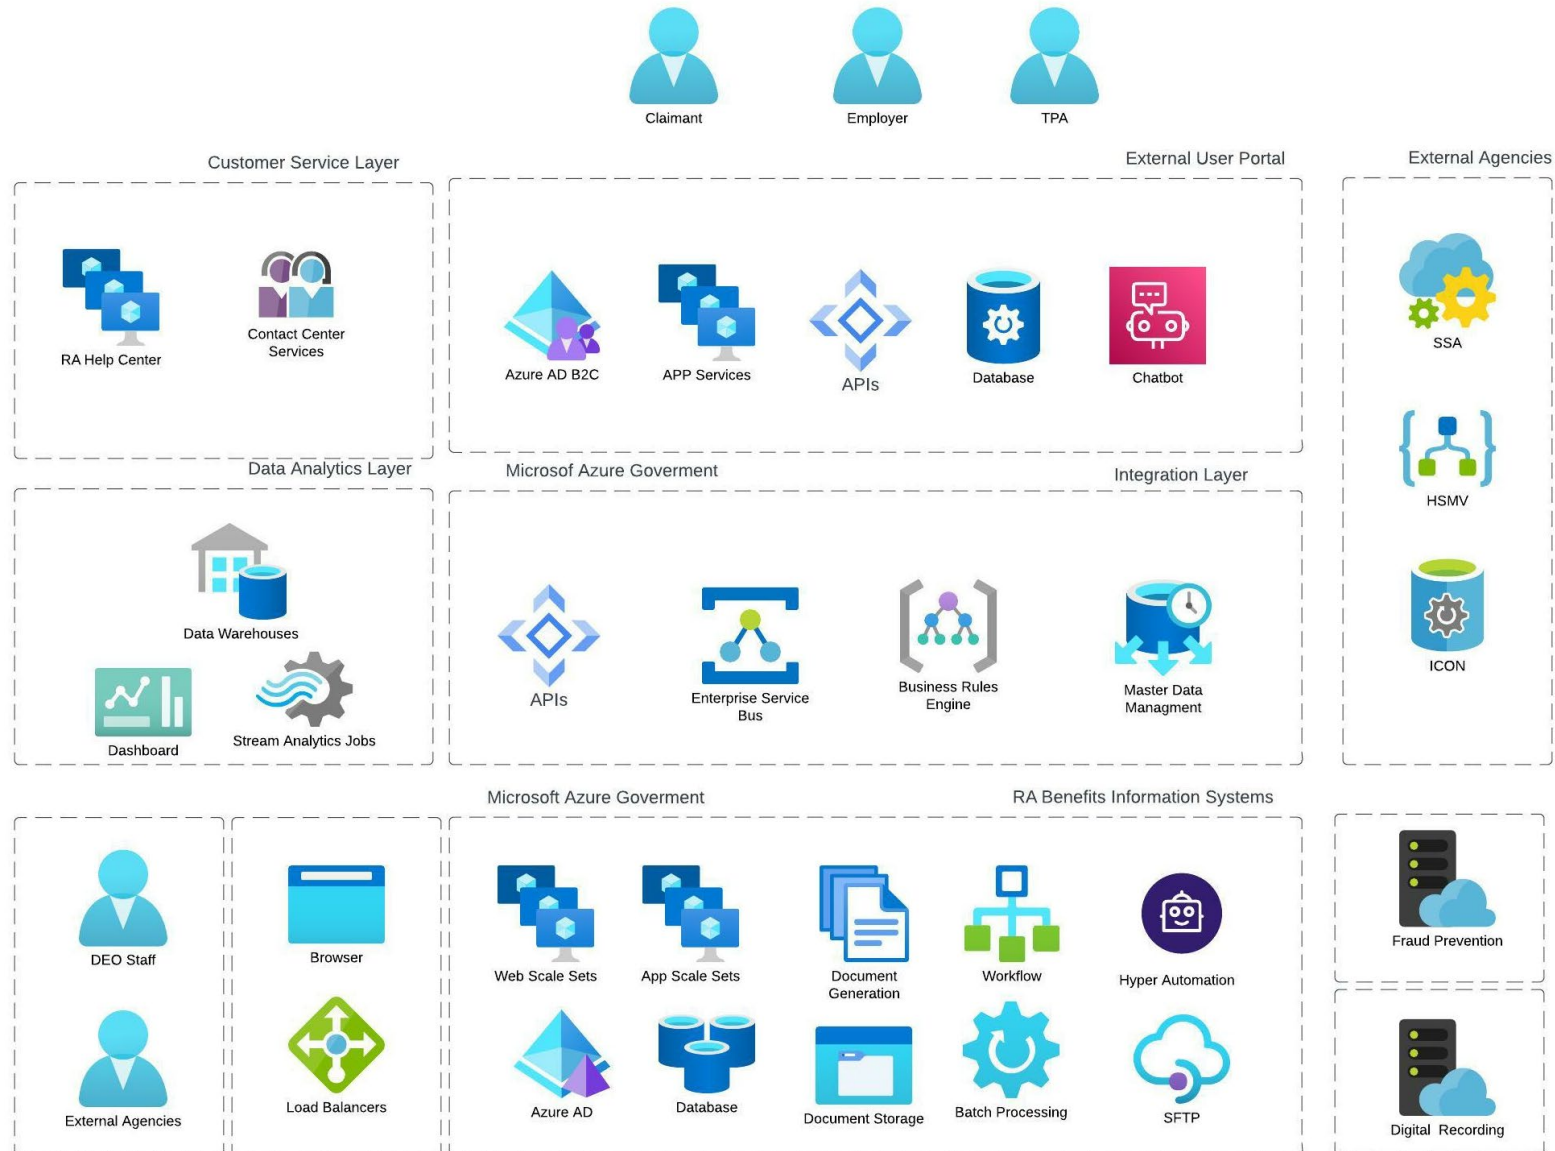 Claimant
Employer
TPA
Customer Service Layer
External User Portal
External Agencies
RA Help Center
Contact Center
Services
Azure AD B2C
APP Services
APIs
Database
Chatbot
SSA
HSMV
ICON
Data Analytics Layer
Microsof Azure Goverment
Integration Layer
Data Warehouses
Dashboard
Stream Analytics Jobs
APIs
Enterprise Service
Bus
Business Rules
Engine
Master Data
Managment
Microsoft Azure Goverment
RA Benefits Information Systems
DEO Staff
External Agencies
Browser
Load Balancers
Web Scale Sets
App Scale Sets
Document
Generation
Workflow
Hyper Automation
Azure AD
Database
Document Storage
Batch Processing
SFTP
Fraud Prevention
Digital Recording